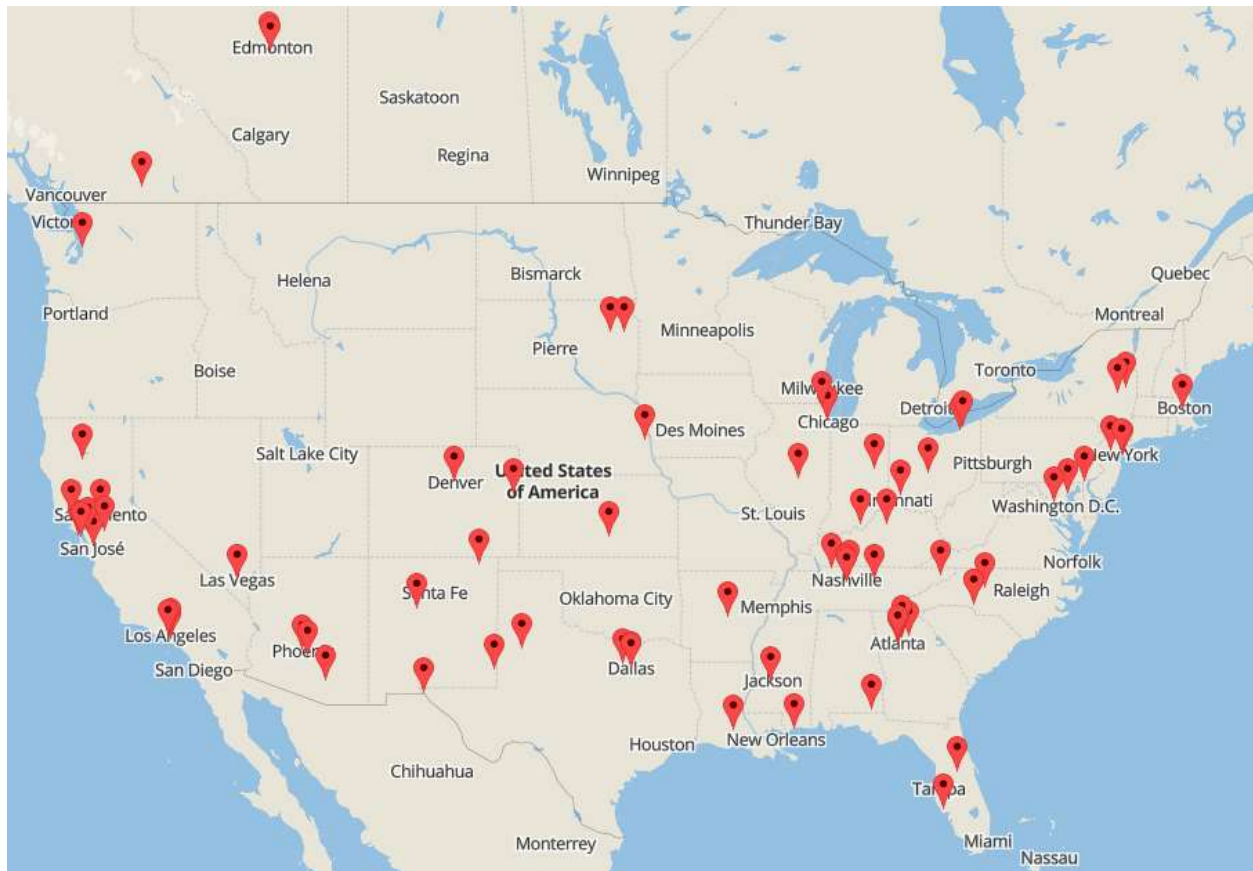 Edmonton
Saskatoon
Calgary
Regina
Winnipeg
Vancouver
Thunder Bay
Quebec
Helena
Bismarck
Portland
Montreal
Minneapolis
Pierre
Boise
Toronto
Detroit
Boston
Chicago
Des Moines
Salt Lake City
Pittsburgh
Denver
United States
of America
Washington D.C.
St. Louis
San José
Norfolk
Las Vegas
Nashville
Raleigh
Santa Fe
Oklahoma City
Memphis
Los Angeles
Atlanta
San Diego
Dallas
Jackson
New Orleans
Houston
Chihuahua
Miami
Monterrey
Nassau